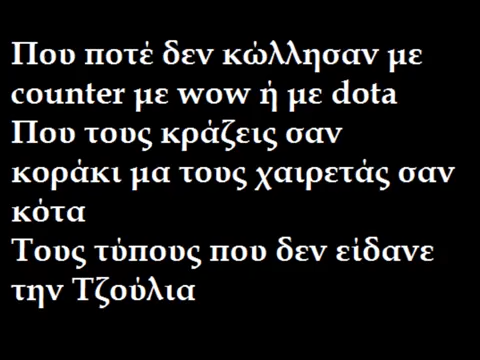 Που ποτέ δεν κώλλησαν με
counter με wow ή με dota
Που τους κράζεις σαν
κοράκι μα τους χαιρετάς σαν
κότα
Τους τύπους που δεν είδανε
την Τζούλια